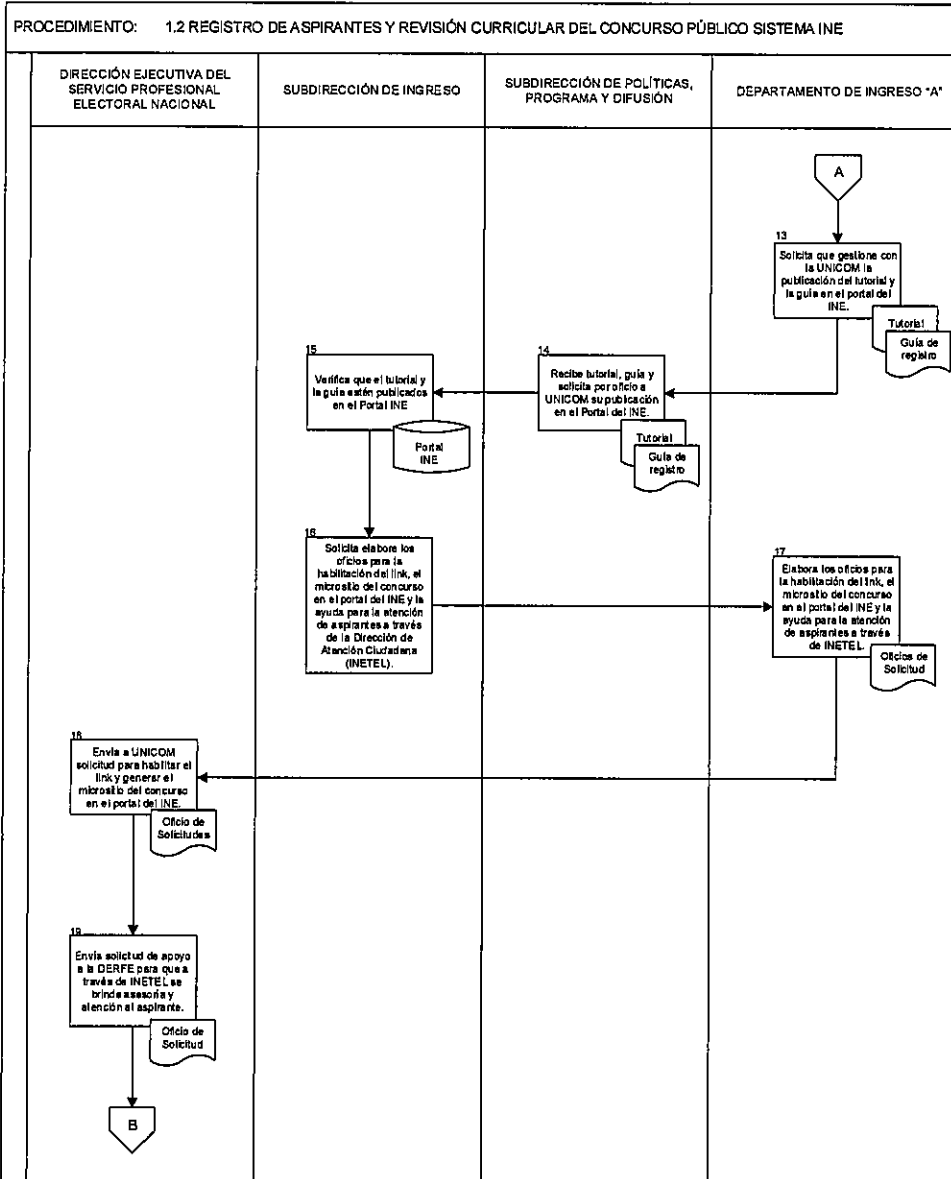 PROCEDIMIENTO: 1.2 REGISTRO DE ASPIRANTES Y REVISIÓN CURRICULAR DEL CONCURSO PÚBLICO SISTEMA INE
DIRECCIÓN EJECUTIVA DEL
SERVICIO PROFESIONAL
ELECTORAL NACIONAL
SUBDIRECCIÓN DE INGRESO
SUBDIRECCIÓN DE POLÍTICAS,
PROGRAMA Y DIFUSIÓN
DEPARTAMENTO DE INGRESO "A"
A
13
Solicita que gestione con
la UNICOM la
publicación del tutorial y
la guía en el portal del
INE.
Tutorial
Guía de
registro
14
Recibe tutorial, guía y
solicita por oficio a
UNICOM su publicación
en el Portal del INE.
Tutorial
Guía de
registro
15
Verifica que el tutorial y
la guía estén publicados
en el Portal INE
Portal
INE
16
Solicita elabore los
oficios para la
habilitación del link, el
micrositio del concurso
en el portal del INE y la
ayuda para la atención
de aspirantes a través
de la Dirección de
Atención Ciudadana
(INETEL).
17
Elabora los oficios para
la habilitación del link, el
micrositio del concurso
en el portal del INE y la
ayuda para la atención
de aspirantes a través
de INETEL.
Oficios de
Solicitud
18
Envía a UNICOM
solicitud para habilitar el
link y generar el
micrositio del concurso
en el portal del INE.
Oficio de
Solicitudes
19
Envía solicitud de apoyo
a la DERFE para que a
través de INETEL se
brinde asesoría y
atención al aspirante.
Oficio de
Solicitud
B